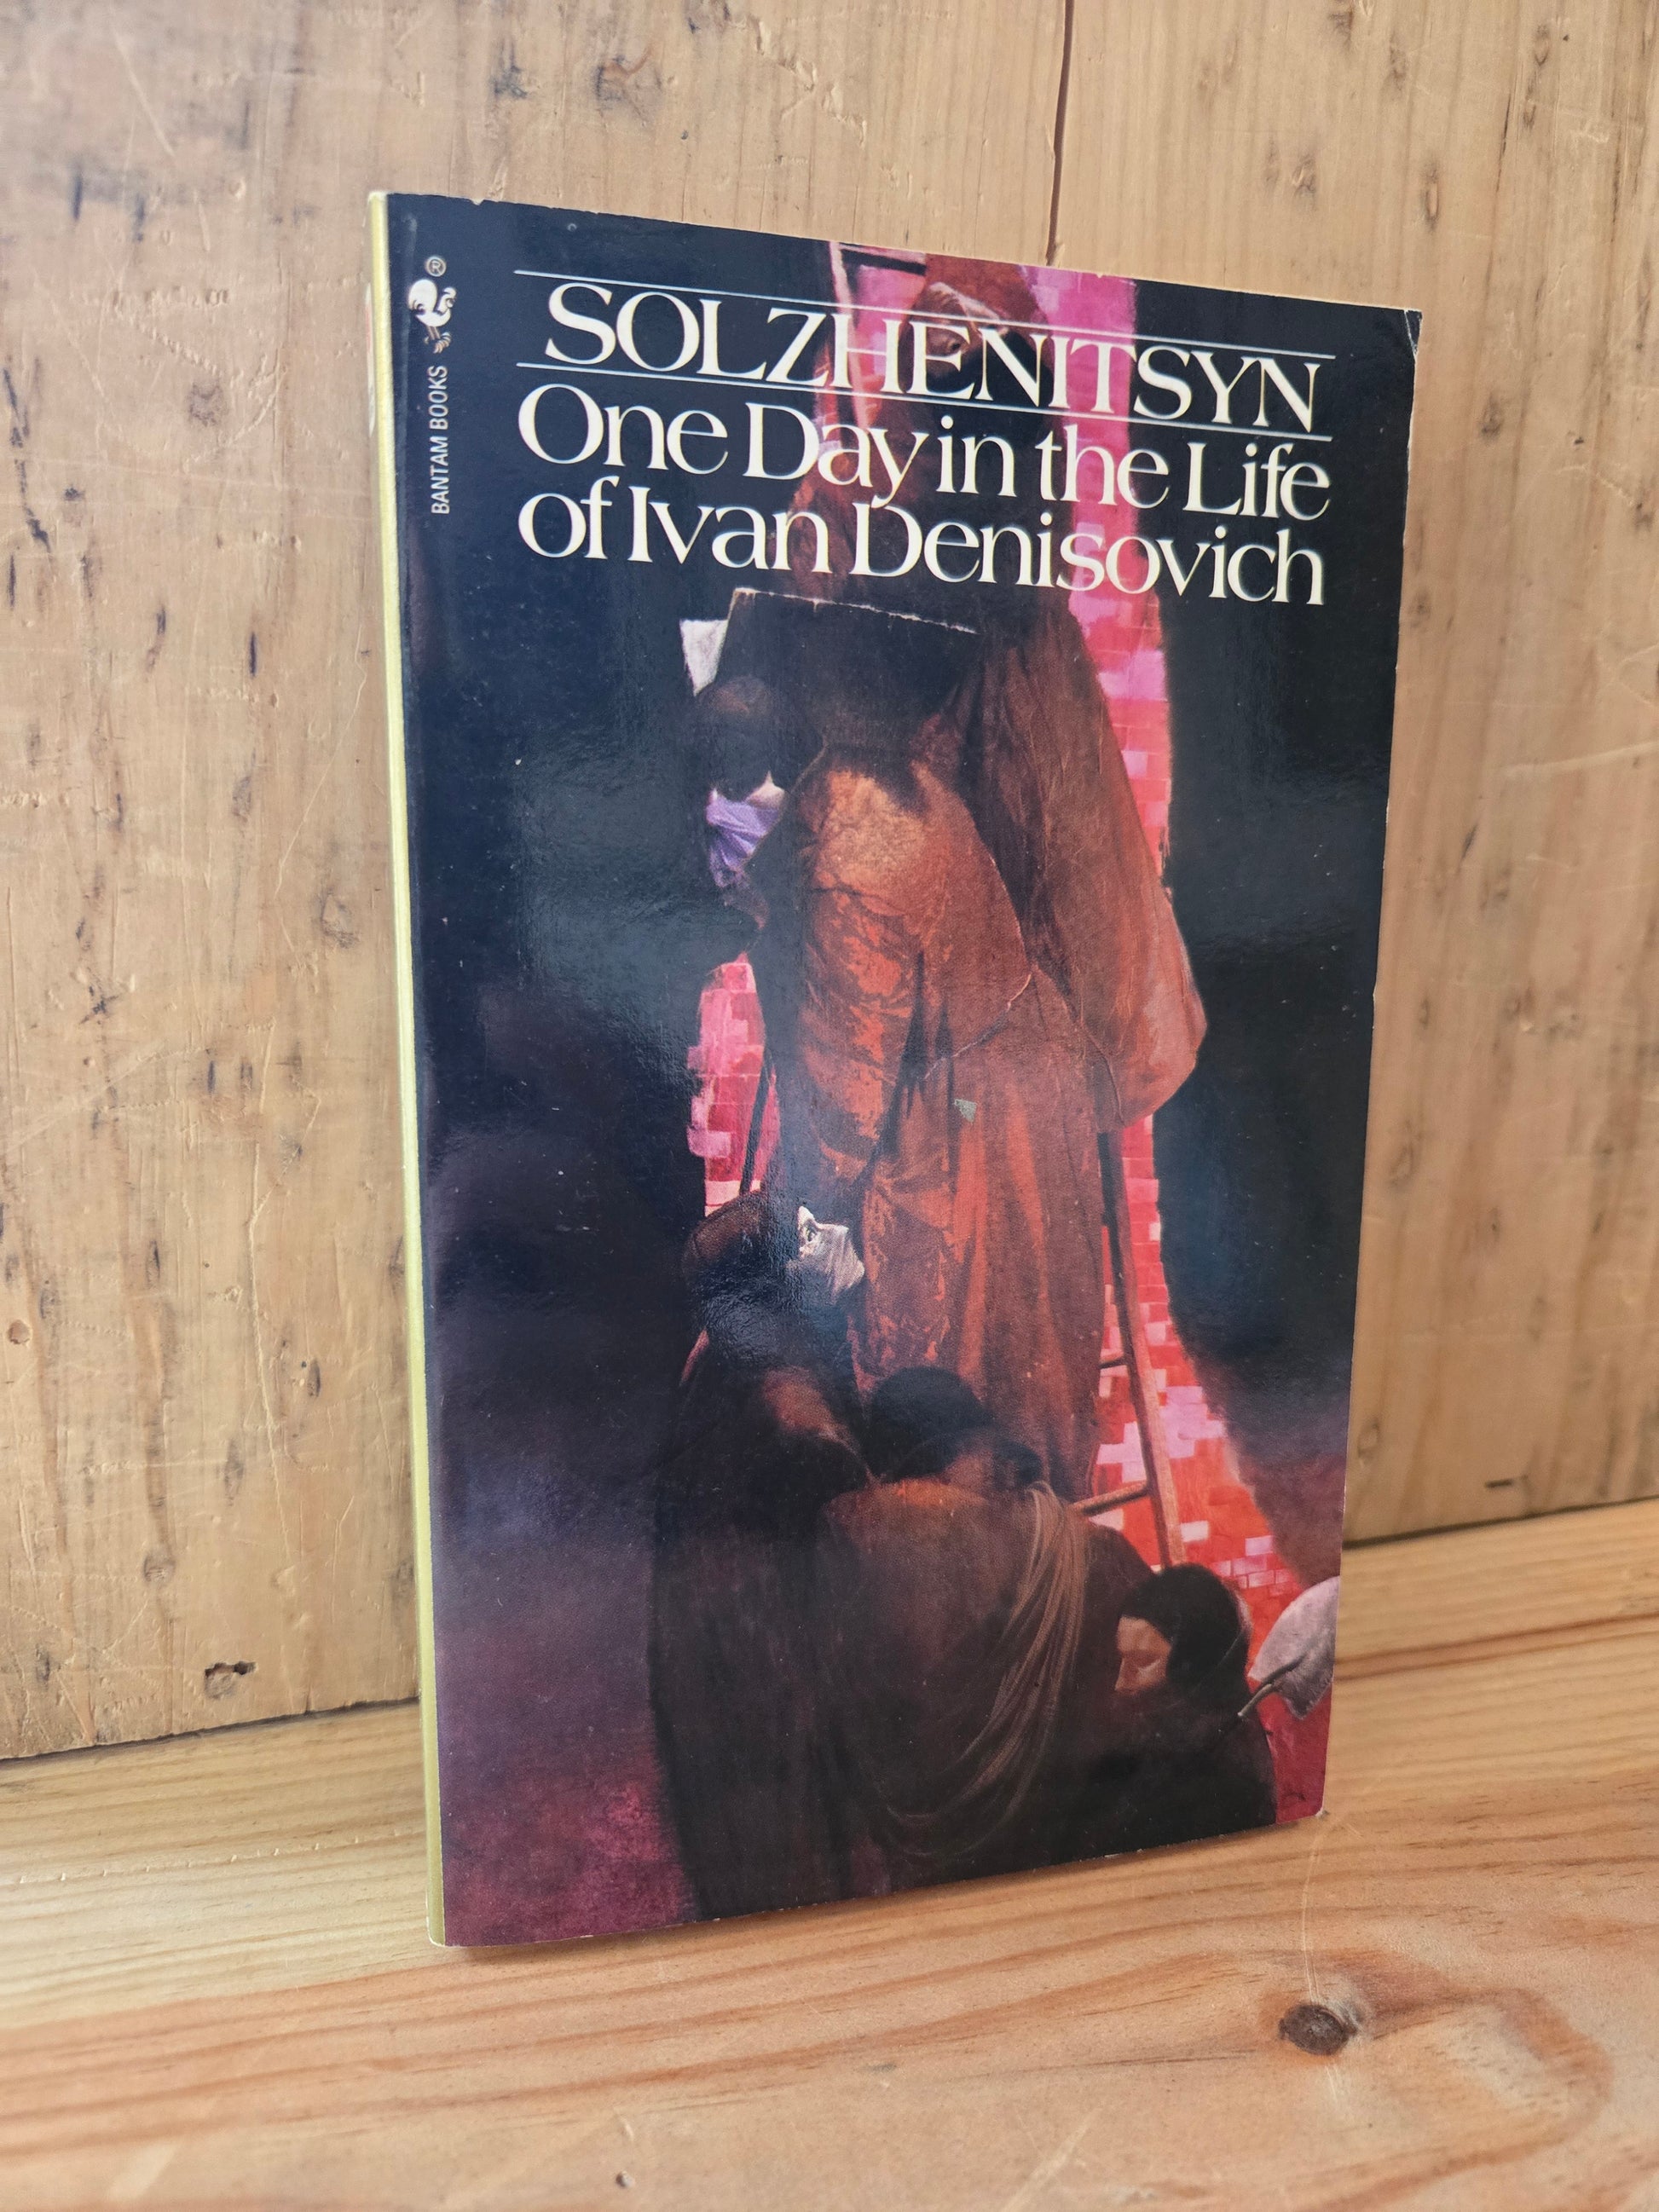 BANTAM BOOKS ®
SOLZHENITSYN
One Day in the Life
of Ivan Denisovich